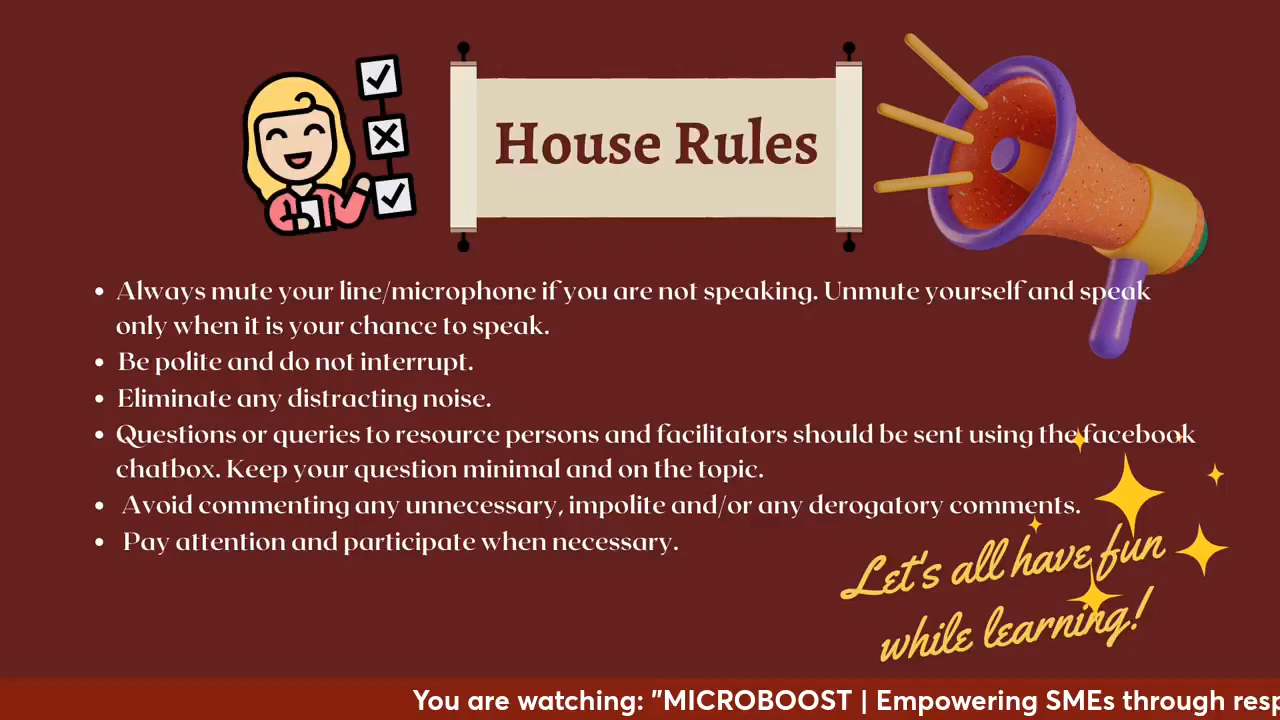 House Rules
• Always mute your line/microphone if you are not speaking. Unmute yourself and speak
only when it is your chance to speak.
• Be polite and do not interrupt.
• Eliminate any distracting noise.
• Questions or queries to resource persons and facilitators should be sent using the facebook
chatbox. Keep your question minimal and on the topic.
• Avoid commenting any unnecessary, impolite and/or any derogatory comments.
• Pay attention and participate when necessary.
Let's all have fun
while learning!
You are watching: "MICROBOOST | Empowering SMEs through resp